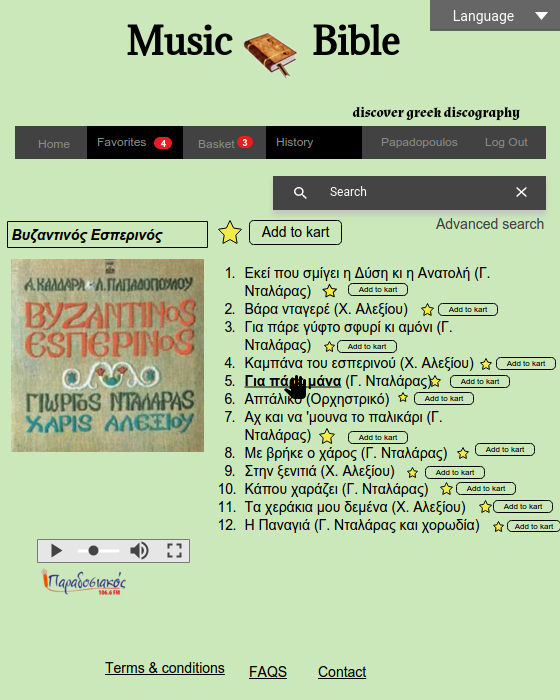 Language
Music Bible
discover greek discography
Home Favorites 4 Basket 3 History Papadopoulos Log Out
Search
Advanced search
Βυζαντινός Εσπερινός
Add to kart
Α. ΚΑΛΔΑΡΑ - Λ. ΠΑΠΑΔΟΠΟΥΛΟΥ
ΒΥΖΑΝΤΙΝΟΣ
ΕΣΠΕΡΙΝΟΣ
ΓΙΩΡΓΟΣ ΝΤΑΛΑΡΑΣ
ΧΑΡΙΣ ΑΛΕΞΙΟΥ
1. Εκεί που σμίγει η Δύση κι η Ανατολή (Γ.
Νταλάρας) Add to kart
2. Βάρα νταγερέ (Χ. Αλεξίου) Add to kart
3. Για πάρε γύφτο σφυρί κι αμόνι (Γ.
Νταλάρας) Add to kart
4. Καμπάνα του εσπερινού (Χ. Αλεξίου) Add to kart
5. Για μάνα (Γ. Νταλάρας) Add to kart
6. Απτάλικο (Ορχηστρικό) Add to kart
7. Αχ και να 'μουνα το παλικάρι (Γ.
Νταλάρας) Add to kart
8. Με βρήκε ο χάρος (Γ. Νταλάρας) Add to kart
9. Στην ξενιτιά (Χ. Αλεξίου) Add to kart
10. Κάπου χαράζει (Γ. Νταλάρας) Add to kart
11. Τα χεράκια μου δεμένα (Χ. Αλεξίου) Add to kart
12. Η Παναγιά (Γ. Νταλάρας και χορωδία) Add to kart
Παραδοσιακός
106.6 FM
Terms & conditions FAQS Contact